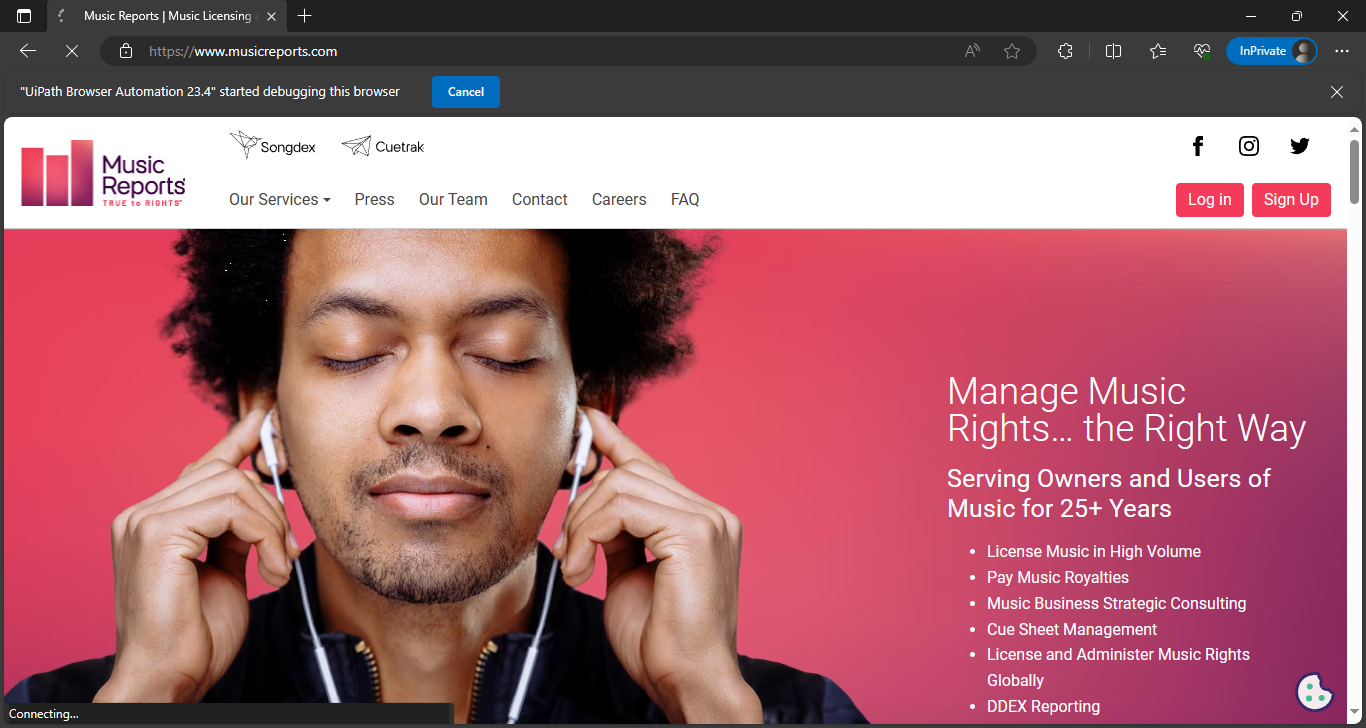 Music Reports | Music Licensing
https://www.musicreports.com
InPrivate
"UiPath Browser Automation 23.4" started debugging this browser
Cancel
Songdex
Cuetrak
Music
Reports
TRUE to RIGHTS
Our Services
Press
Our Team
Contact
Careers
FAQ
Log in
Sign Up
Manage Music
Rights... the Right Way
Serving Owners and Users of
Music for 25+ Years
• License Music in High Volume
• Pay Music Royalties
• Music Business Strategic Consulting
• Cue Sheet Management
• License and Administer Music Rights
Globally
• DDEX Reporting
Connecting...